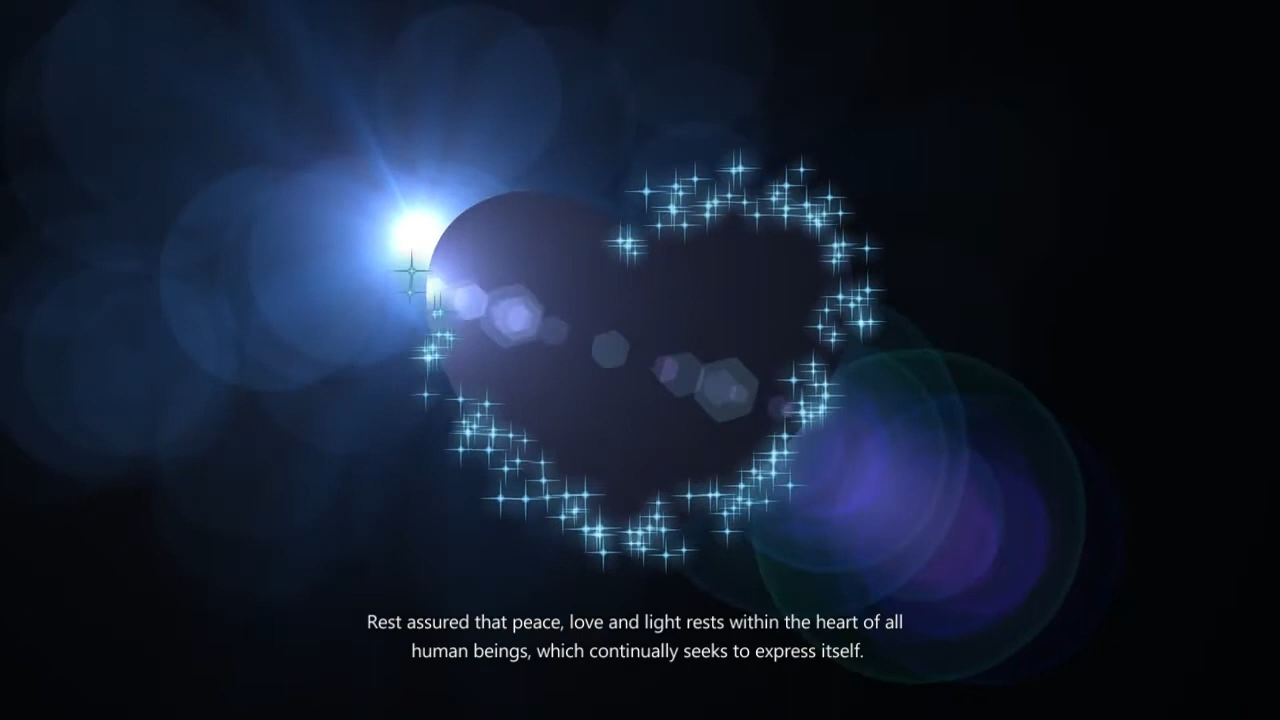 Rest assured that peace, love and light rests within the heart of all
human beings, which continually seeks to express itself.